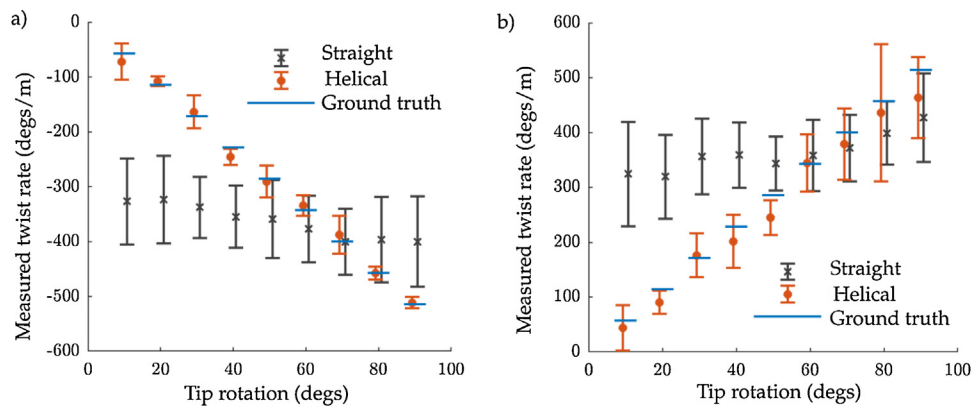 a)
0
-100
-200
-300
-400
-500
-600
Measured twist rate (degs/m)
Straight
Helical
Ground truth
0 20 40 60 80 100
Tip rotation (degs)
b)
600
500
400
300
200
100
0
Measured twist rate (degs/m)
Straight
Helical
Ground truth
0 20 40 60 80 100
Tip rotation (degs)